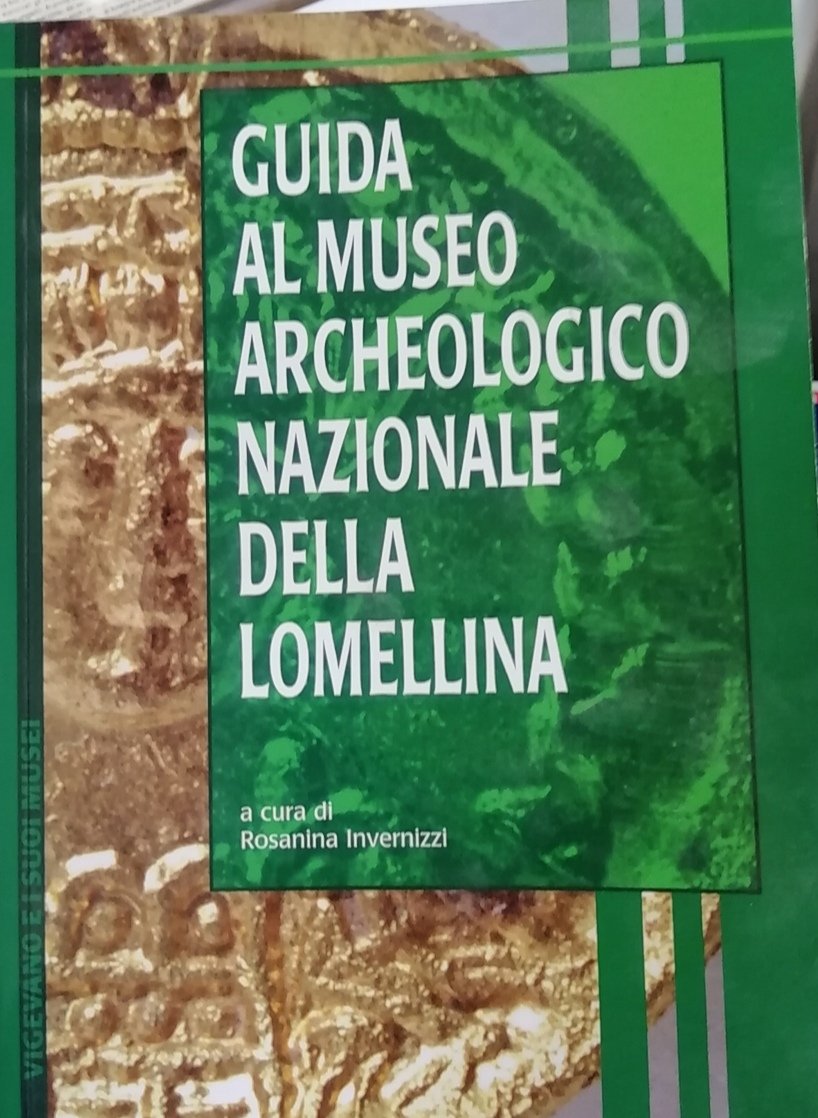 GUIDA
AL MUSEO
ARCHEOLOGICO
NAZIONALE
DELLA
LOMELLINA
a cura di
Rosanina Invernizzi
VIGEVANO E I SUOI MUSEI